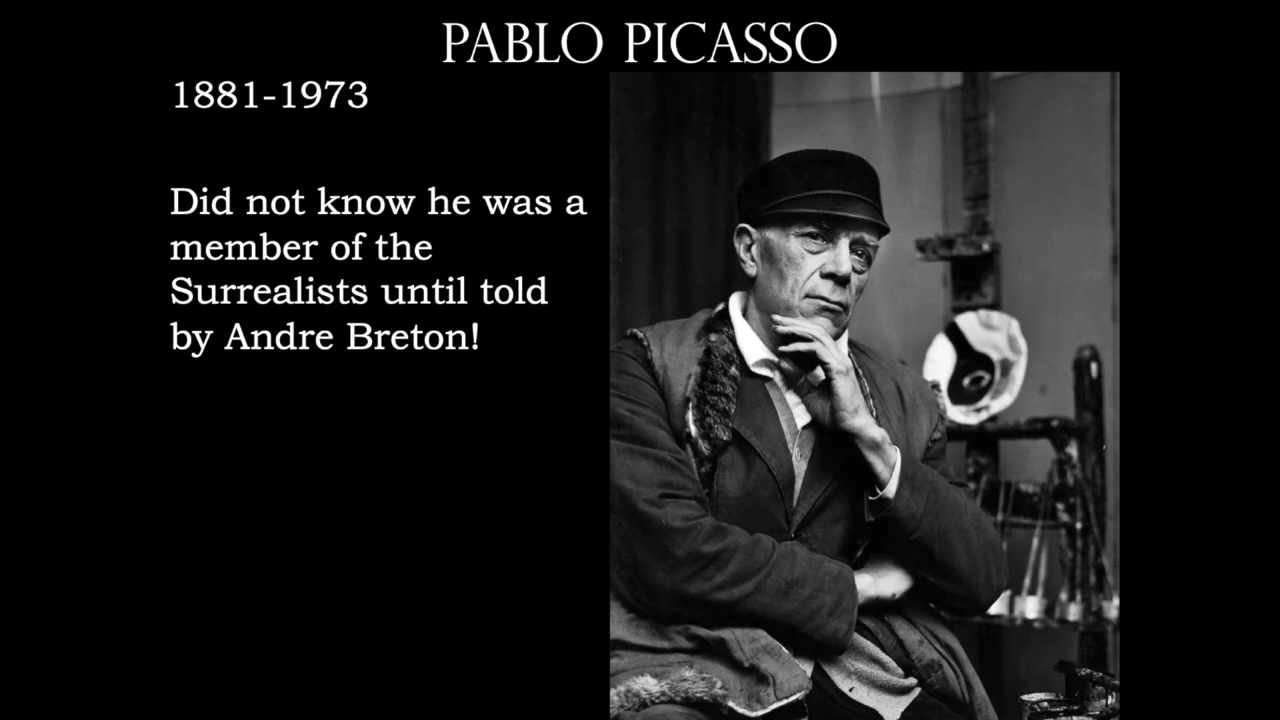 PABLO PICASSO
1881-1973
Did not know he was a
member of the
Surrealists until told
by Andre Breton!